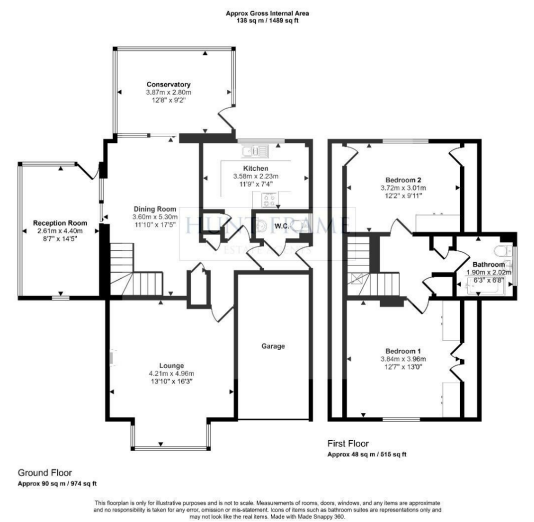 Approx Gross Internal Area
138 sq m / 1489 sq ft
Conservatory
3.87m x 2.80m
12'8" x 9'2"
Kitchen
3.58m x 2.23m
11'9" x 7'4"
Dining Room
3.60m x 5.30m
11'10" x 17'5"
Reception Room
2.61m x 4.40m
8'7" x 14'5"
W.C.
HUNT FRAME
Lounge
4.21m x 4.96m
13'10" x 16'3"
Garage
Bedroom 2
3.72m x 3.01m
12'2" x 9'11"
Bathroom
1.90m x 2.02m
6'3" x 6'8"
Bedroom 1
3.84m x 3.96m
12'7" x 13'0"
First Floor
Approx 48 sq m / 515 sq ft
Ground Floor
Approx 90 sq m / 974 sq ft
This floorplan is only for illustrative purposes and is not to scale. Measurements of rooms, doors, windows, and any items are approximate
and no responsibility is taken for any error, omission or mis-statement. Icons of items such as bathroom suites are representations only and
may not look like the real items. Made with Made Snappy 360.